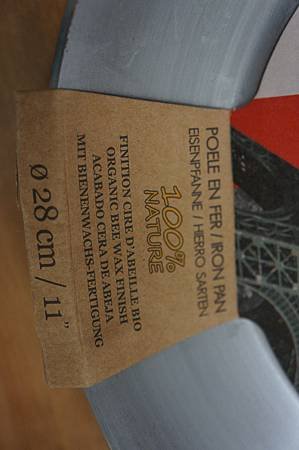 POELE EN FER / IRON PAN
EISENPFANNE / HIERRO SARTEN
100%
NATURE
FINITION CIRE D'ABEILLE BIO
ORGANIC BEE WAX FINISH
ACABADO CERA DE ABEJA
MIT BIENENWACHS-FERTIGUNG
ø 28 cm / 11"